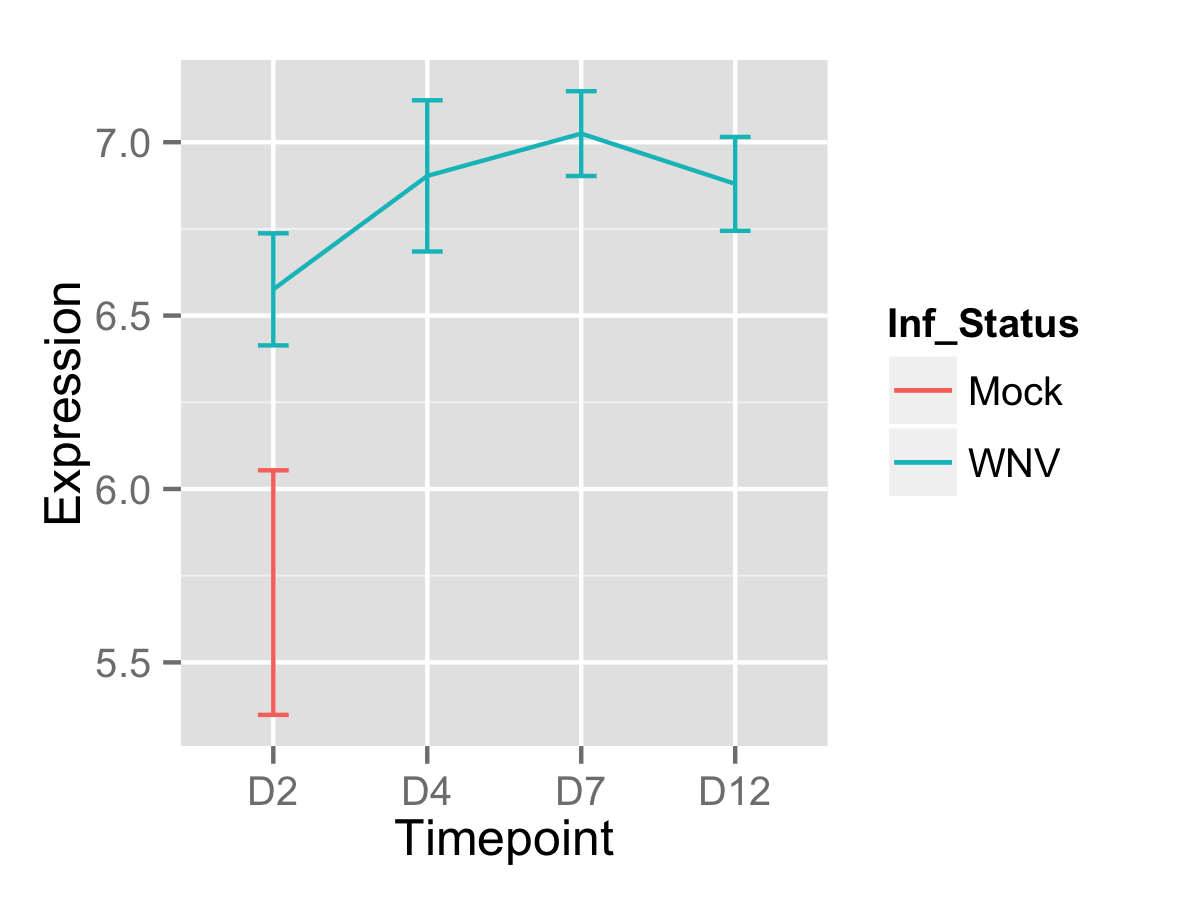 7.0
6.5
6.0
5.5
Expression
D2 D4 D7 D12
Timepoint
Inf_Status
Mock
WNV